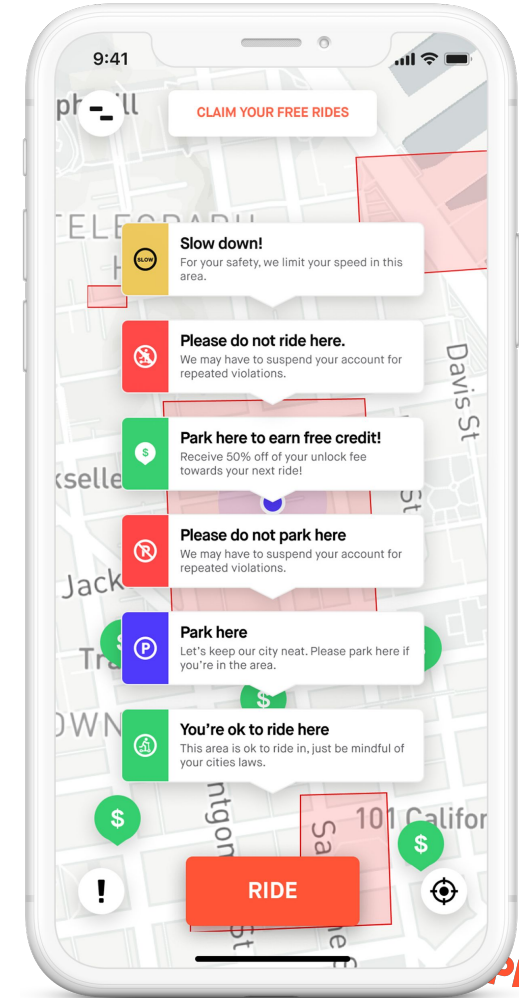 9:41
CLAIM YOUR FREE RIDES
Slow down!
SLOW
For your safety, we limit your speed in this
area.
Please do not ride here.
We may have to suspend your account for
repeated violations.
Davis St
Park here to earn free credit!
$
Receive 50% off of your unlock fee
towards your next ride!
St
Please do not park here
We may have to suspend your account for
repeated violations.
Jack
Park here
P
Let's keep our city neat. Please park here if
you're in the area.
$
You're ok to ride here
This area is ok to ride in, just be mindful of
your cities laws.
$
101 Califor
$
!
RIDE
St